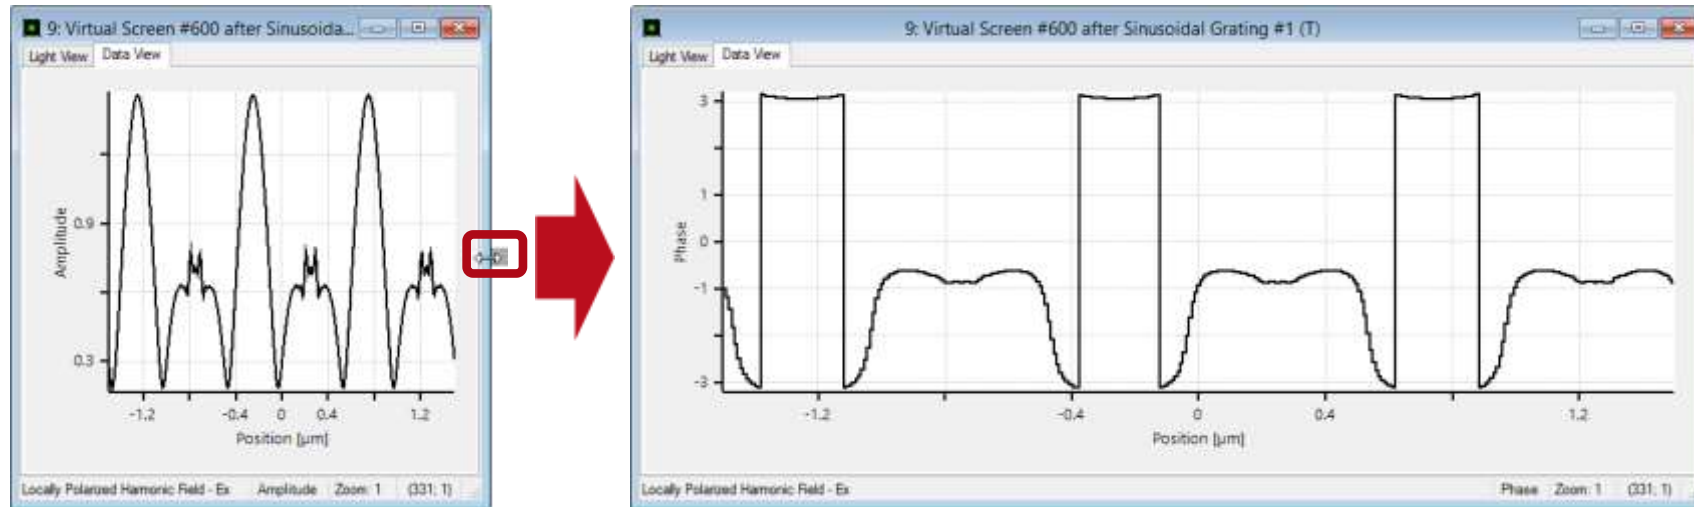 9: Virtual Screen #600 after Sinusoida...
Light View Data View
Amplitude
0.9
0.3
-1.2 -0.4 0 0.4 1.2
Position [µm]
Locally Polarized Harmonic Field - Ex Amplitude Zoom: 1 (331; 1)
9: Virtual Screen #600 after Sinusoidal Grating #1 (T)
Light View Data View
Phase
3
1
0
-1
-3
-1.2 -0.4 0 0.4 1.2
Position [µm]
Locally Polarized Harmonic Field - Ex Phase Zoom: 1 (331; 1)